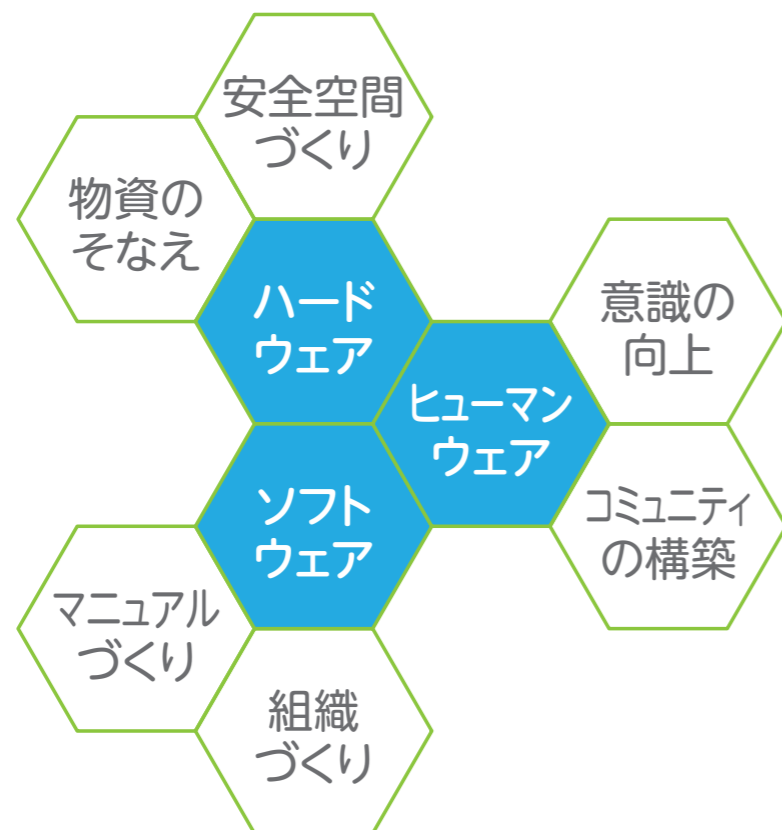 安全空間
づくり
物資の
そなえ
ハード
ウェア
意識の
向上
ヒューマン
ウェア
ソフト
ウェア
コミュニティ
の構築
マニュアル
づくり
組織
づくり